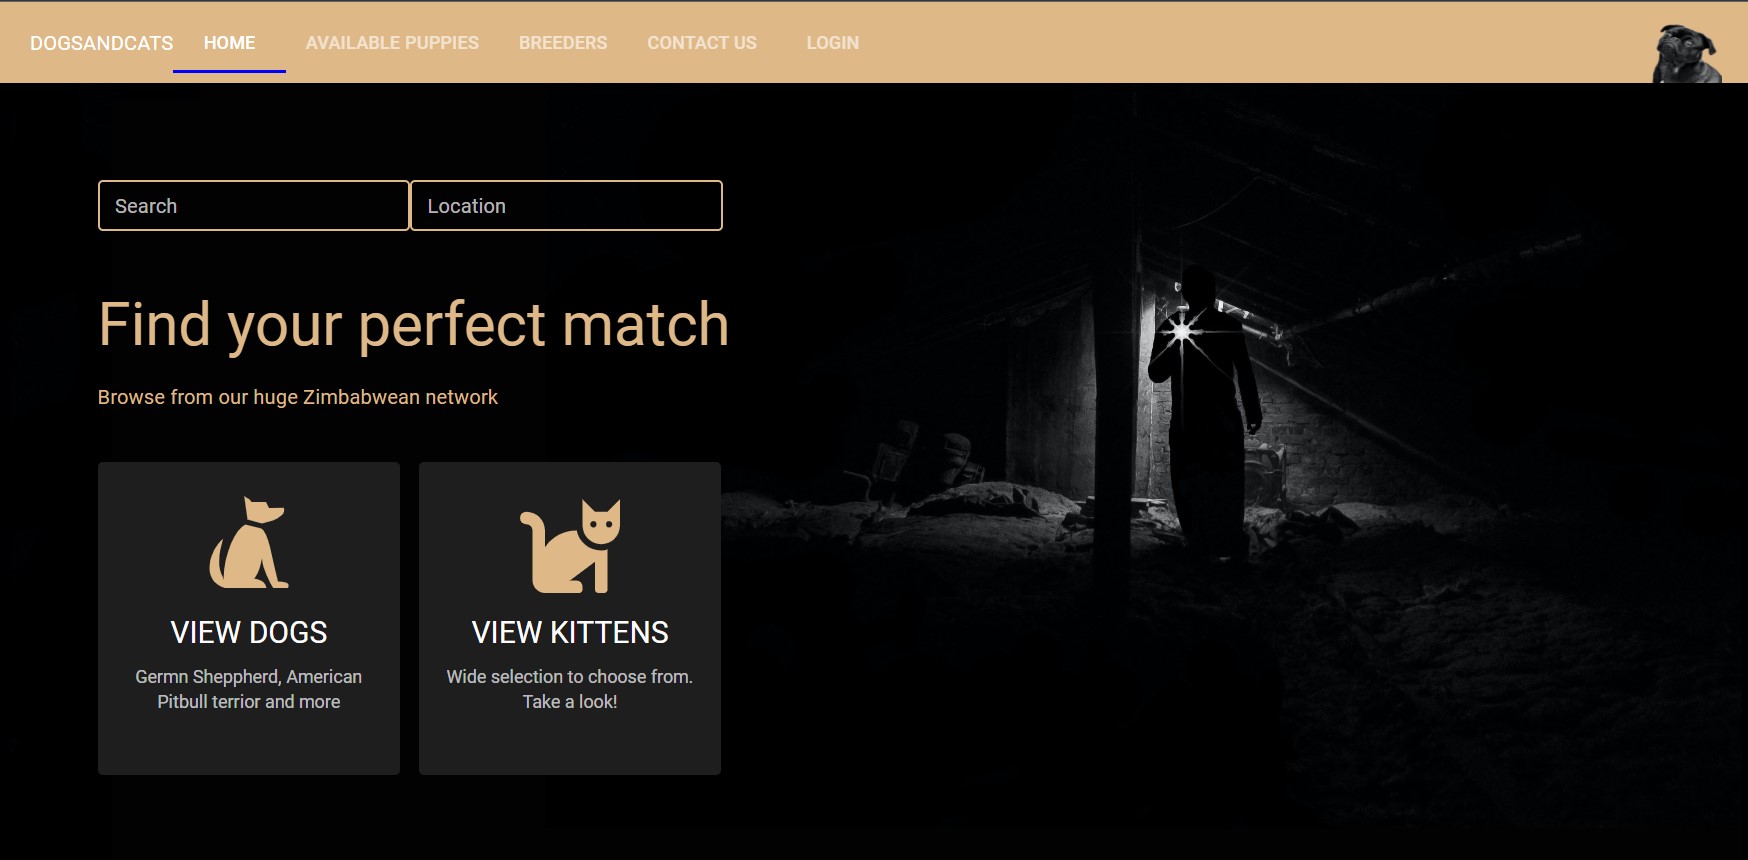 DOGSANDCATS HOME AVAILABLE PUPPIES BREEDERS CONTACT US LOGIN
Search Location
Find your perfect match
Browse from our huge Zimbabwean network
VIEW DOGS
Germn Sheppherd, American
Pitbull terrior and more
VIEW KITTENS
Wide selection to choose from.
Take a look!